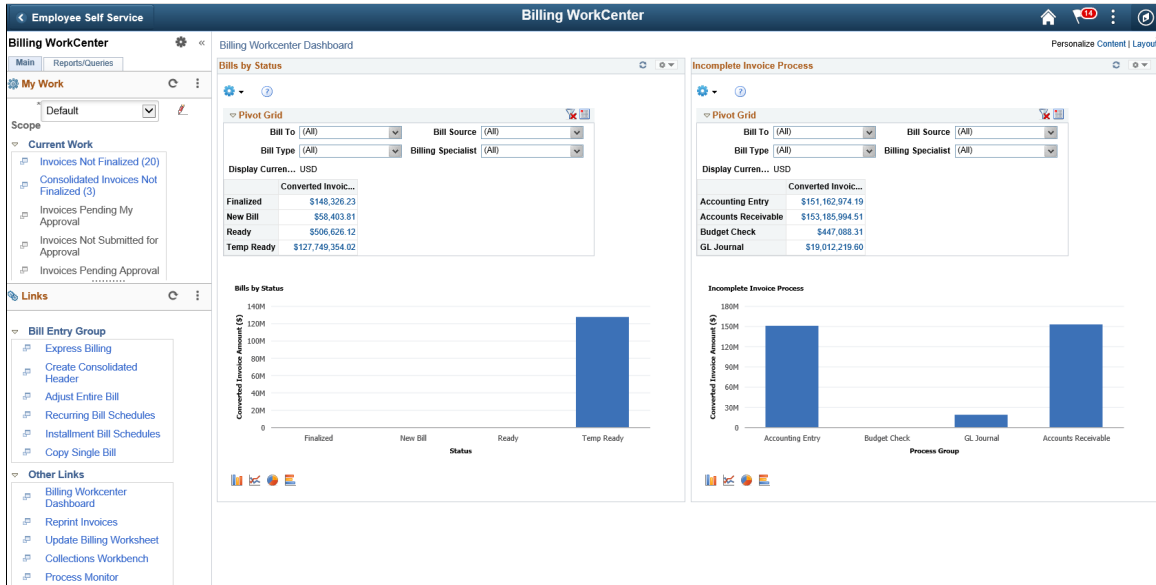 Employee Self Service
Billing WorkCenter
14
Billing WorkCenter
«
Main
Reports/Queries
My Work
* Default
Scope
Current Work
Invoices Not Finalized (20)
Consolidated Invoices Not
Finalized (3)
Invoices Pending My
Approval
Invoices Not Submitted for
Approval
Invoices Pending Approval
Links
Bill Entry Group
Express Billing
Create Consolidated
Header
Adjust Entire Bill
Recurring Bill Schedules
Installment Bill Schedules
Copy Single Bill
Other Links
Billing Workcenter
Dashboard
Reprint Invoices
Update Billing Worksheet
Collections Workbench
Process Monitor
Billing Workcenter Dashboard
Personalize Content | Layout
Bills by Status
?
Pivot Grid
Bill To (All) Bill Source (All)
Bill Type (All) Billing Specialist (All)
Display Curren... USD
Converted Invoic...
Finalized $148,326.23
New Bill $58,403.81
Ready $506,626.12
Temp Ready $127,749,354.02
Bills by Status
Converted Invoice Amount ($)
140M
120M
100M
80M
60M
40M
20M
0
Finalized New Bill Ready Temp Ready
Status
Incomplete Invoice Process
?
Pivot Grid
Bill To (All) Bill Source (All)
Bill Type (All) Billing Specialist (All)
Display Curren... USD
Converted Invoic...
Accounting Entry $151,162,974.19
Accounts Receivable $153,185,994.51
Budget Check $447,088.31
GL Journal $19,012,219.60
Incomplete Invoice Process
Converted Invoice Amount ($)
180M
150M
120M
90M
60M
30M
0
Accounting Entry Budget Check GL Journal Accounts Receivable
Process Group